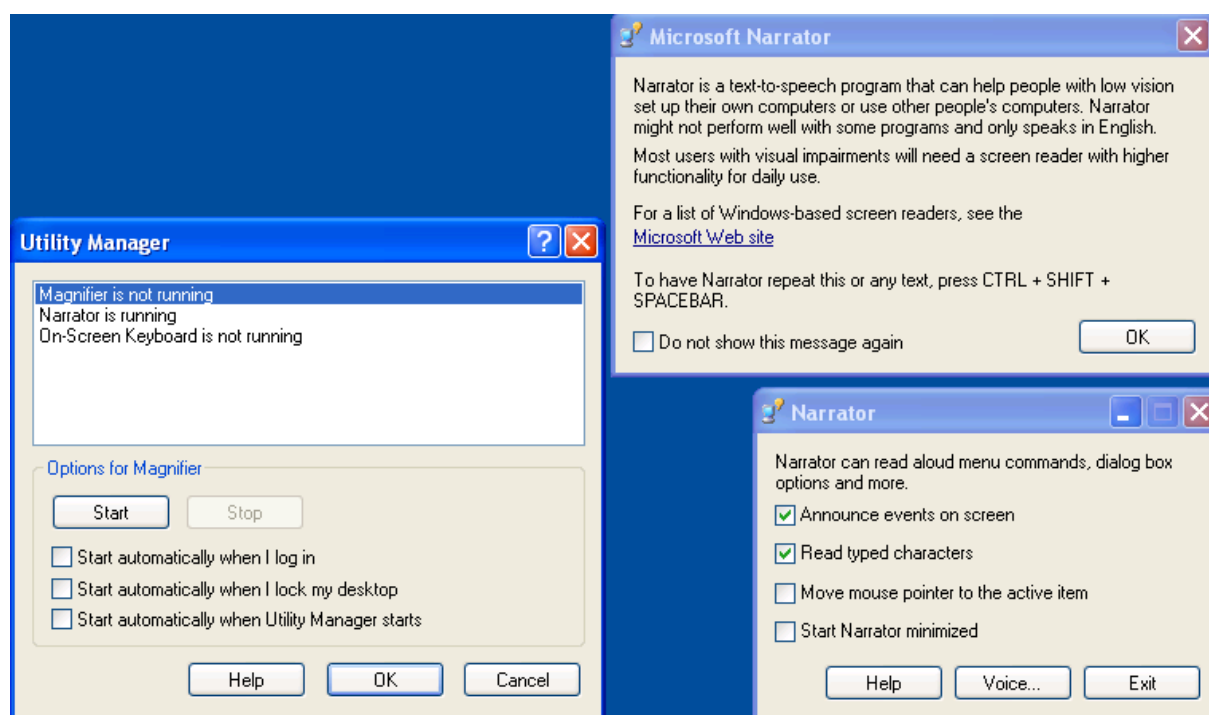 Microsoft Narrator
Narrator is a text-to-speech program that can help people with low vision
set up their own computers or use other people's computers. Narrator
might not perform well with some programs and only speaks in English.
Most users with visual impairments will need a screen reader with higher
functionality for daily use.
For a list of Windows-based screen readers, see the
Microsoft Web site
To have Narrator repeat this or any text, press CTRL + SHIFT +
SPACEBAR.
Do not show this message again
OK
Utility Manager
Magnifier is not running
Narrator is running
On-Screen Keyboard is not running
Options for Magnifier
Start
Stop
Start automatically when I log in
Start automatically when I lock my desktop
Start automatically when Utility Manager starts
Help
OK
Cancel
Narrator
Narrator can read aloud menu commands, dialog box
options and more.
Announce events on screen
Read typed characters
Move mouse pointer to the active item
Start Narrator minimized
Help
Voice...
Exit